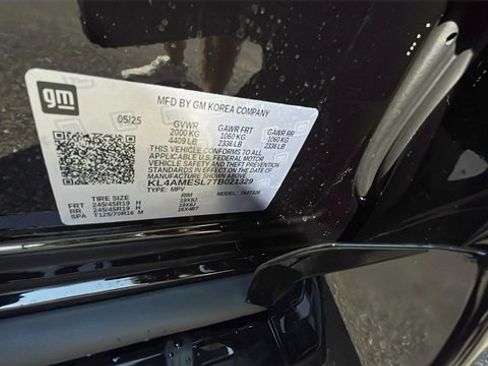 gm
MFD BY GM KOREA COMPANY
05/25
GVWR GAWR FRT GAWR RR
2000 KG 1060 KG 1060 KG
4409 LB 2336 LB 2336 LB
THIS VEHICLE CONFORMS TO ALL
APPLICABLE U.S. FEDERAL MOTOR
VEHICLE SAFETY AND THEFT PREVENTION
STANDARDS IN EFFECT ON THE DATE OF
MANUFACTURE SHOWN ABOVE.
KL4AMESL7TB021329
TYPE: MPV MODEL:
TIRE SIZE RIM
FRT 245/45R19 H 19X8J
RR 245/45R19 H 19X8J
SPA T125/70R16 M 16X4BT